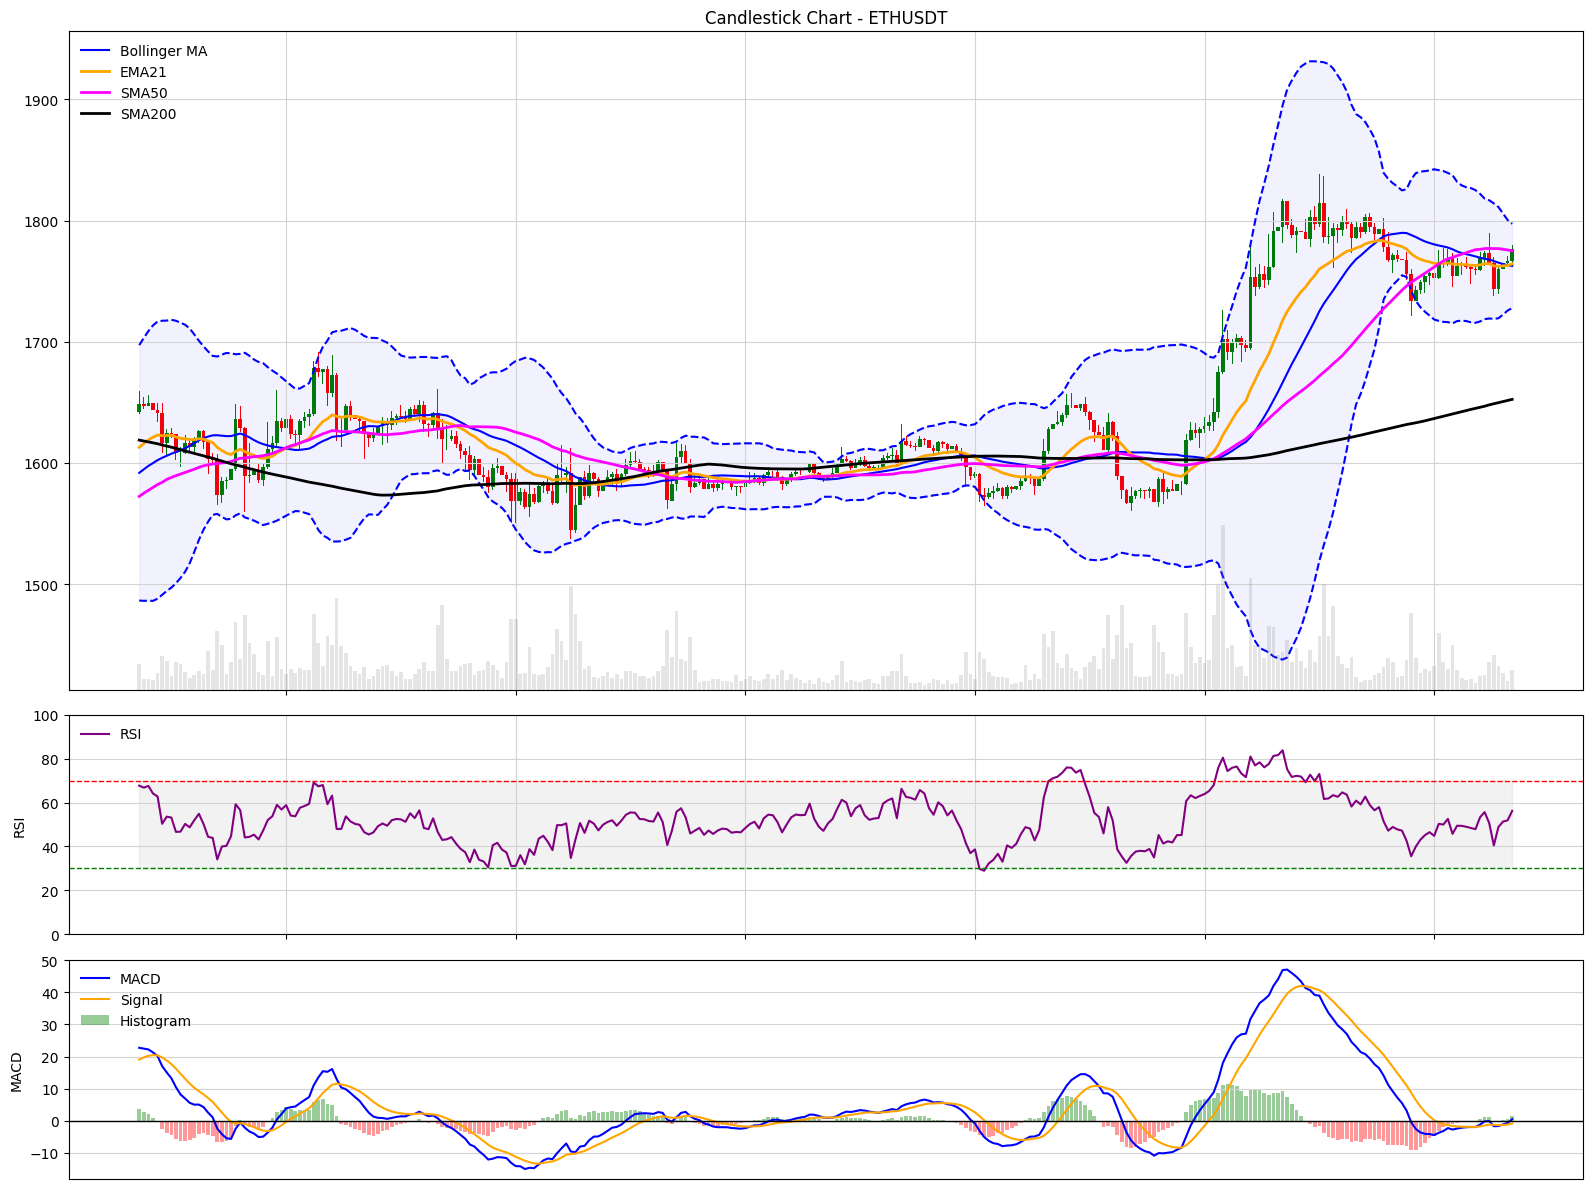 Candlestick Chart - ETHUSDT
Bollinger MA
EMA21
SMA50
SMA200
1900
1800
1700
1600
1500
100
RSI
80
60
RSI
40
20
0
50
MACD
40
Signal
30
Histogram
20
MACD
10
0
−10